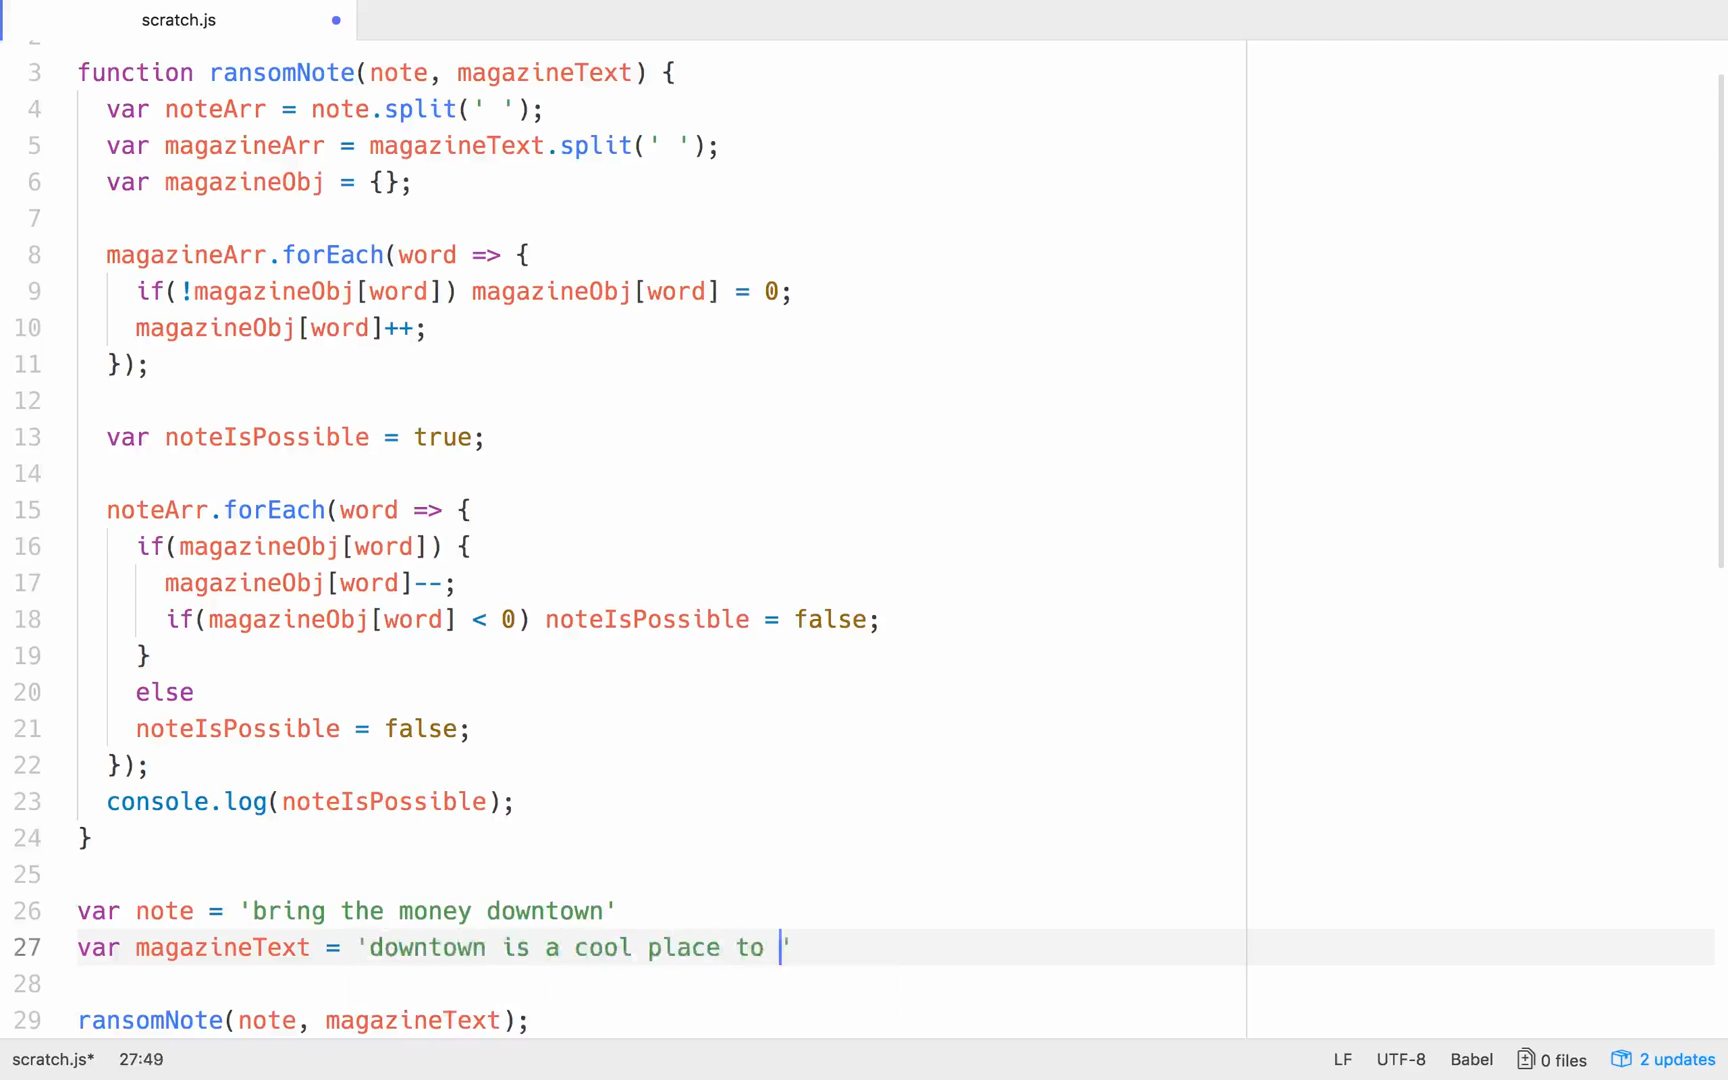 scratch.js
2
3 function ransomNote(note, magazineText) {
4 var noteArr = note.split(' ');
5 var magazineArr = magazineText.split(' ');
6 var magazineObj = {};
7
8 magazineArr.forEach(word => {
9 if(!magazineObj[word]) magazineObj[word] = 0;
10 magazineObj[word]++;
11 });
12
13 var noteIsPossible = true;
14
15 noteArr.forEach(word => {
16 if(magazineObj[word]) {
17 magazineObj[word]--;
18 if(magazineObj[word] < 0) noteIsPossible = false;
19 }
20 else
21 noteIsPossible = false;
22 });
23 console.log(noteIsPossible);
24 }
25
26 var note = 'bring the money downtown'
27 var magazineText = 'downtown is a cool place to '
28
29 ransomNote(note, magazineText);
scratch.js* 27:49 LF UTF-8 Babel 0 files 2 updates